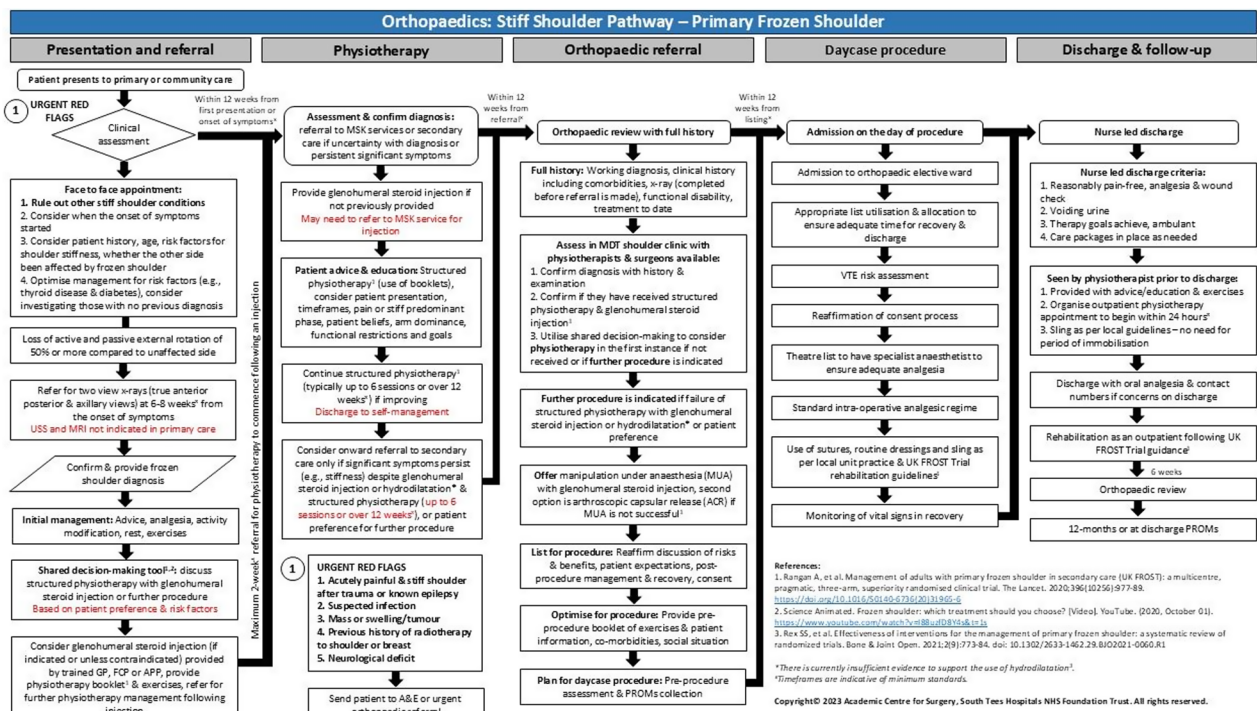 Orthopaedics: Stiff Shoulder Pathway – Primary Frozen Shoulder
Presentation and referral
Patient presents to primary or community care
1
URGENT RED
FLAGS
Clinical
assessment
Within 12 weeks from
first presentation or
onset of symptoms*
Face to face appointment:
1. Rule out other stiff shoulder conditions
2. Consider when the onset of symptoms
started
3. Consider patient history, age, risk factors for
shoulder stiffness, whether the other side
been affected by frozen shoulder
4. Optimise management for risk factors (e.g.,
thyroid disease & diabetes), consider
investigating those with no previous diagnosis
Loss of active and passive external rotation of
50% or more compared to unaffected side
Refer for two view x-rays (true anterior
posterior & axillary views) at 6-8 weeks* from
the onset of symptoms
USS and MRI not indicated in primary care
Confirm & provide frozen
shoulder diagnosis
Initial management: Advice, analgesia, activity
modification, rest, exercises
Shared decision-making tool¹·²: discuss
structured physiotherapy with glenohumeral
steroid injection or further procedure
Based on patient preference & risk factors
Consider glenohumeral steroid injection (if
indicated or unless contraindicated) provided
by trained GP, FCP or APP, provide
physiotherapy booklet¹ & exercises, refer for
further physiotherapy management following
Maximum 2-week* referral for physiotherapy to commence following an injection
Physiotherapy
Assessment & confirm diagnosis:
referral to MSK services or secondary
care if uncertainty with diagnosis or
persistent significant symptoms
Provide glenohumeral steroid injection if
not previously provided
May need to refer to MSK service for
injection
Patient advice & education: Structured
physiotherapy¹ (use of booklets),
consider patient presentation,
timeframes, pain or stiff predominant
phase, patient beliefs, arm dominance,
functional restrictions and goals
Continue structured physiotherapy¹
(typically up to 6 sessions or over 12
weeks*) if improving
Discharge to self-management
Consider onward referral to secondary
care only if significant symptoms persist
(e.g., stiffness) despite glenohumeral
steroid injection or hydrodilatation* &
structured physiotherapy (up to 6
sessions or over 12 weeks*), or patient
preference for further procedure
1
URGENT RED FLAGS
1. Acutely painful & stiff shoulder
after trauma or known epilepsy
2. Suspected infection
3. Mass or swelling/tumour
4. Previous history of radiotherapy
to shoulder or breast
5. Neurological deficit
Send patient to A&E or urgent
Within 12
weeks from
referral*
Orthopaedic referral
Orthopaedic review with full history
Full history: Working diagnosis, clinical history
including comorbidities, x-ray (completed
before referral is made), functional disability,
treatment to date
Assess in MDT shoulder clinic with
physiotherapists & surgeons available:
1. Confirm diagnosis with history &
examination
2. Confirm if they have received structured
physiotherapy & glenohumeral steroid
injection¹
3. Utilise shared decision-making to consider
physiotherapy in the first instance if not
received or if further procedure is indicated
Further procedure is indicated if failure of
structured physiotherapy with glenohumeral
steroid injection or hydrodilatation* or patient
preference
Offer manipulation under anaesthesia (MUA)
with glenohumeral steroid injection, second
option is arthroscopic capsular release (ACR) if
MUA is not successful¹
List for procedure: Reaffirm discussion of risks
& benefits, patient expectations, post-
procedure management & recovery, consent
Optimise for procedure: Provide pre-
procedure booklet of exercises & patient
information, co-morbidities, social situation
Plan for daycase procedure: Pre-procedure
assessment & PROMs collection
Within 12
weeks from
listing*
Daycase procedure
Admission on the day of procedure
Admission to orthopaedic elective ward
Appropriate list utilisation & allocation to
ensure adequate time for recovery &
discharge
VTE risk assessment
Reaffirmation of consent process
Theatre list to have specialist anaesthetist to
ensure adequate analgesia
Standard intra-operative analgesic regime
Use of sutures, routine dressings and sling as
per local unit practice & UK FROST Trial
rehabilitation guidelines¹
Monitoring of vital signs in recovery
Discharge & follow-up
Nurse led discharge
Nurse led discharge criteria:
1. Reasonably pain-free, analgesia & wound
check
2. Voiding urine
3. Therapy goals achieve, ambulant
4. Care packages in place as needed
Seen by physiotherapist prior to discharge:
1. Provided with advice/education & exercises
2. Organise outpatient physiotherapy
appointment to begin within 24 hours*
3. Sling as per local guidelines – no need for
period of immobilisation
Discharge with oral analgesia & contact
numbers if concerns on discharge
Rehabilitation as an outpatient following UK
FROST Trial guidance¹
6 weeks
Orthopaedic review
12-months or at discharge PROMs
References:
1. Rangan A, et al. Management of adults with primary frozen shoulder in secondary care (UK FROST): a multicentre,
pragmatic, three-arm, superiority randomised clinical trial. The Lancet. 2020;396(10256):977-89.
https://doi.org/10.1016/S0140-6736(20)31965-6
2. Science Animated. Frozen shoulder: which treatment should you choose? [Video]. YouTube. (2020, October 01).
https://www.youtube.com/watch?v=I88uzfD8Y4s&t=1s
3. Rex SS, et al. Effectiveness of interventions for the management of primary frozen shoulder: a systematic review of
randomized trials. Bone & Joint Open. 2021;2(9):773-84. doi: 10.1302/2633-1462.29.BJO2021-0060.R1
*There is currently insufficient evidence to support the use of hydrodilatation³.
*Timeframes are indicative of minimum standards.
Copyright© 2023 Academic Centre for Surgery, South Tees Hospitals NHS Foundation Trust. All rights reserved.